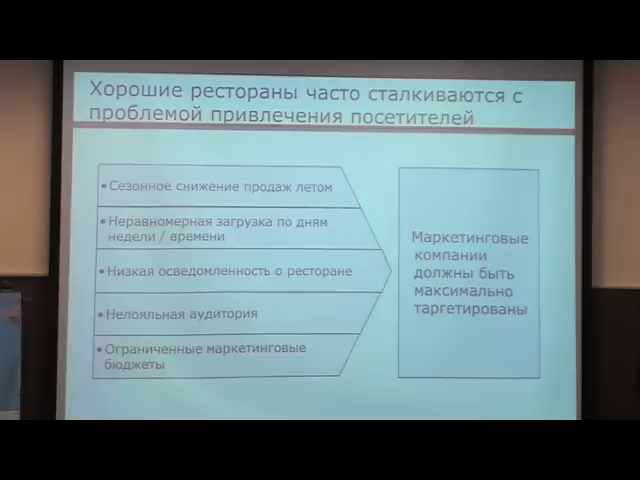 Хорошие рестораны часто сталкиваются с
проблемой привлечения посетителей
• Сезонное снижение продаж летом
• Неравномерная загрузка по дням
недели / времени
• Низкая осведомленность о ресторане
• Нелояльная аудитория
• Ограниченные маркетинговые
бюджеты
Маркетинговые
компании
должны быть
максимально
таргетированы